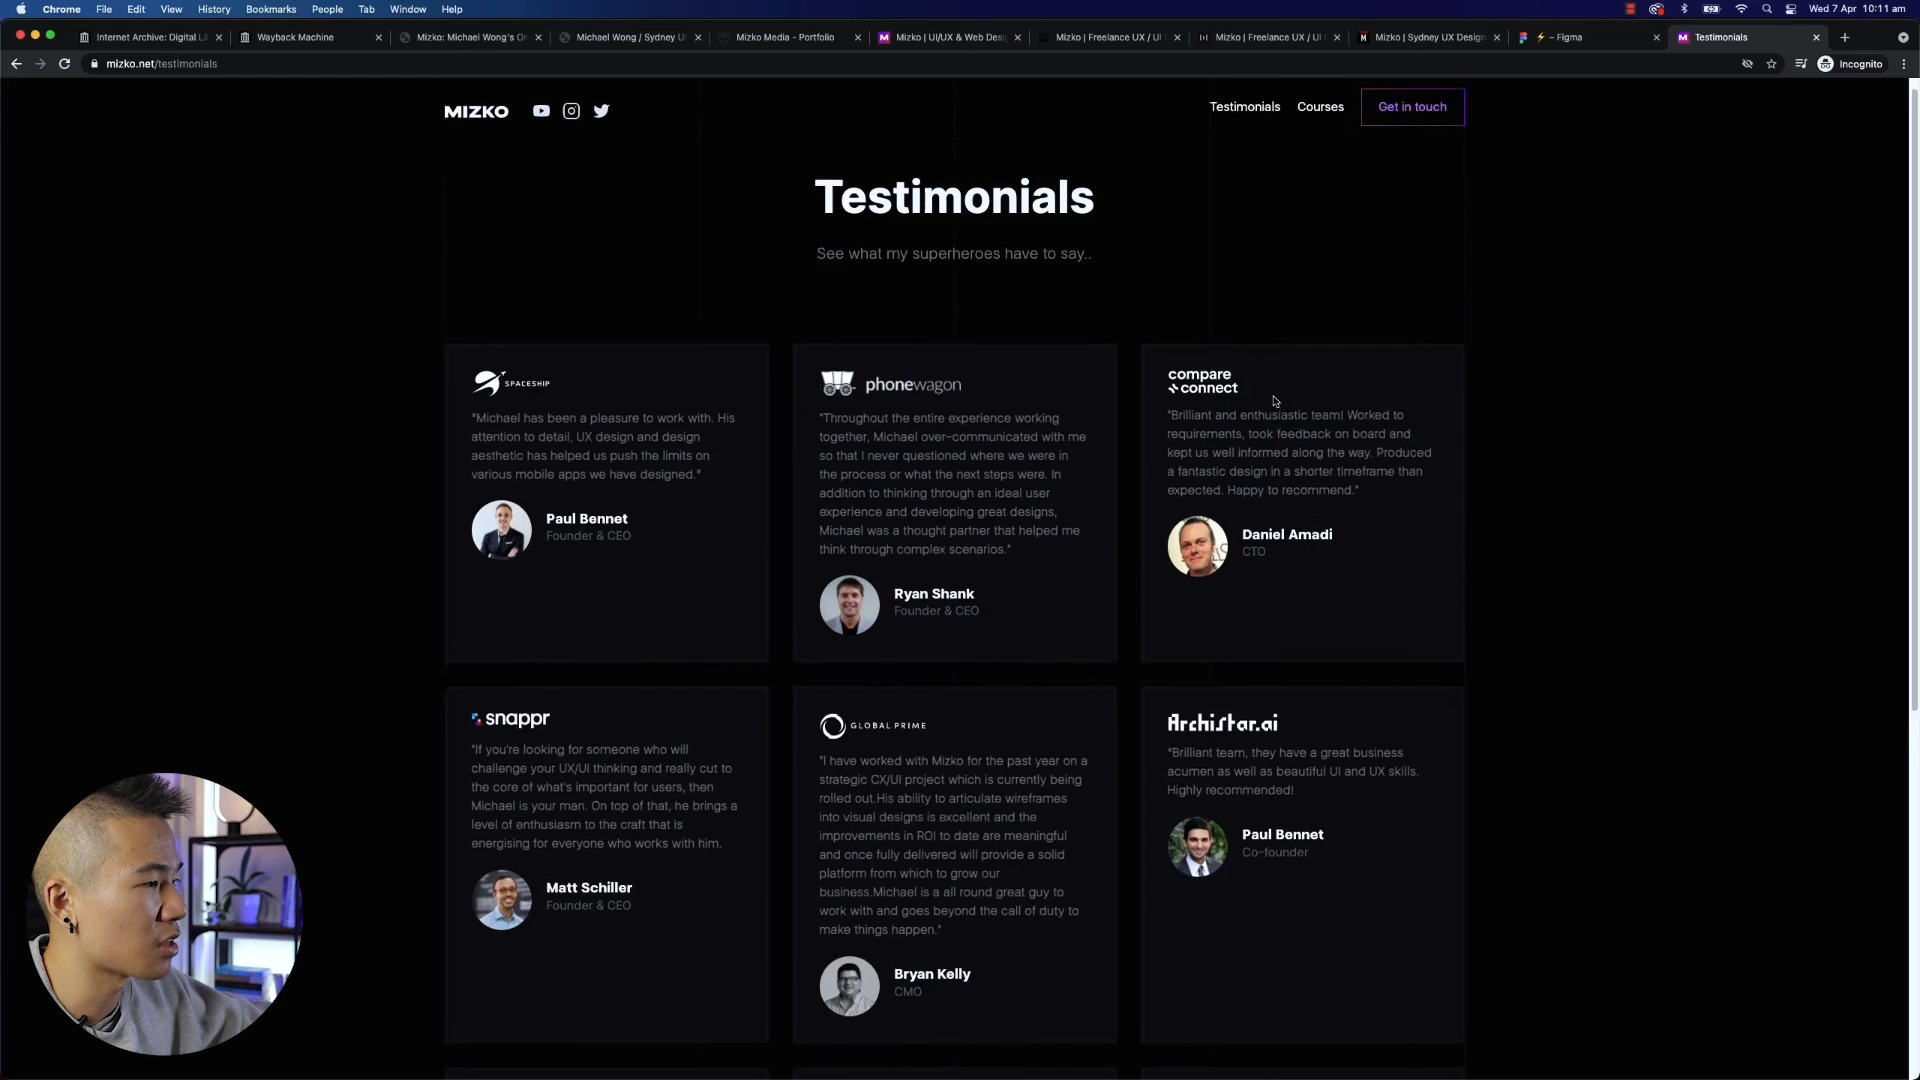 Chrome File Edit View History Bookmarks People Tab Window Help
Wed 7 Apr 10:11 am
Internet Archive: Digital Li
Wayback Machine
Mizko: Michael Wong's On
Michael Wong / Sydney U
Mizko Media - Portfolio
Mizko | UI/UX & Web Desi
Mizko | Freelance UX / UI
Mizko | Freelance UX / UI
Mizko | Sydney UX Design
⚡ – Figma
Testimonials
mizko.net/testimonials
Incognito
MIZKO
Testimonials
Courses
Get in touch
Testimonials
See what my superheroes have to say..
SPACESHIP
"Michael has been a pleasure to work with. His
attention to detail, UX design and design
aesthetic has helped us push the limits on
various mobile apps we have designed."
Paul Bennet
Founder & CEO
phonewagon
"Throughout the entire experience working
together, Michael over-communicated with me
so that I never questioned where we were in
the process or what the next steps were. In
addition to thinking through an ideal user
experience and developing great designs,
Michael was a thought partner that helped me
think through complex scenarios."
Ryan Shank
Founder & CEO
compare
connect
"Brilliant and enthusiastic team! Worked to
requirements, took feedback on board and
kept us well informed along the way. Produced
a fantastic design in a shorter timeframe than
expected. Happy to recommend."
Daniel Amadi
CTO
snappr
"If you're looking for someone who will
challenge your UX/UI thinking and really cut to
the core of what's important for users, then
Michael is your man. On top of that, he brings a
level of enthusiasm to the craft that is
energising for everyone who works with him.
Matt Schiller
Founder & CEO
GLOBAL PRIME
"I have worked with Mizko for the past year on a
strategic CX/UI project which is currently being
rolled out.His ability to articulate wireframes
into visual designs is excellent and the
improvements in ROI to date are meaningful
and once fully delivered will provide a solid
platform from which to grow our
business.Michael is a all round great guy to
work with and goes beyond the call of duty to
make things happen."
Bryan Kelly
CMO
Archistar.ai
"Brilliant team, they have a great business
acumen as well as beautiful UI and UX skills.
Highly recommended!
Paul Bennet
Co-founder